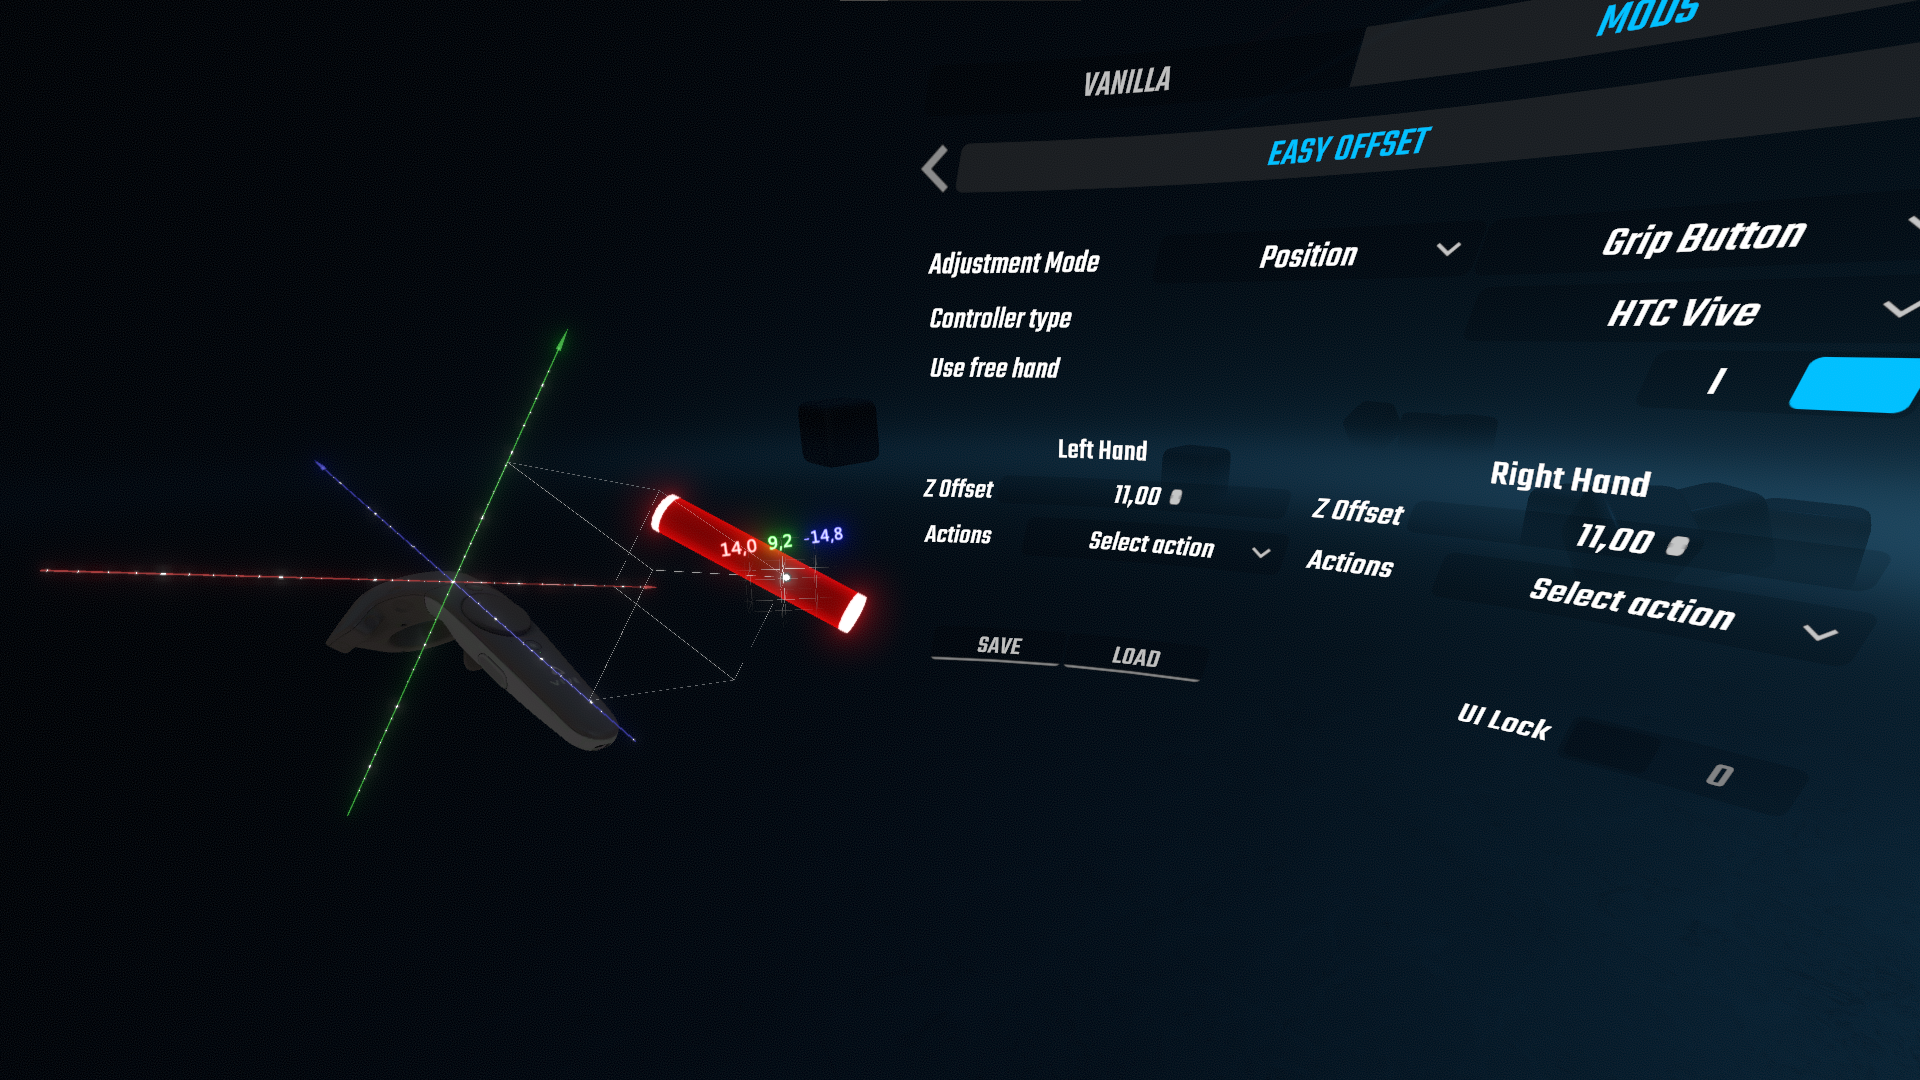 MODS
VANILLA
EASY OFFSET
Adjustment Mode Position Grip Button
Controller type HTC Vive
Use free hand I
Left Hand
Z Offset 11,00
Actions Select action
Right Hand
Z Offset 11,00
Actions Select action
14,0 9,2 -14,8
SAVE LOAD
UI Lock 0